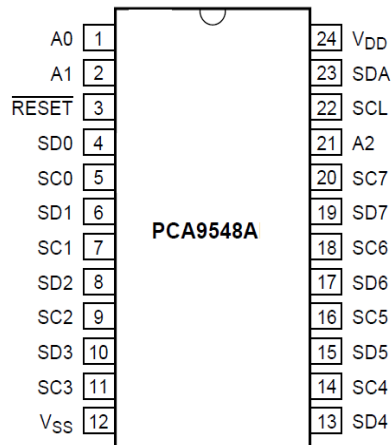 A0 1 24 VDD
A1 2 23 SDA
RESET 3 22 SCL
SD0 4 21 A2
SC0 5 20 SC7
SD1 6 19 SD7
PCA9548A
SC1 7 18 SC6
SD2 8 17 SD6
SC2 9 16 SC5
SD3 10 15 SD5
SC3 11 14 SC4
VSS 12 13 SD4